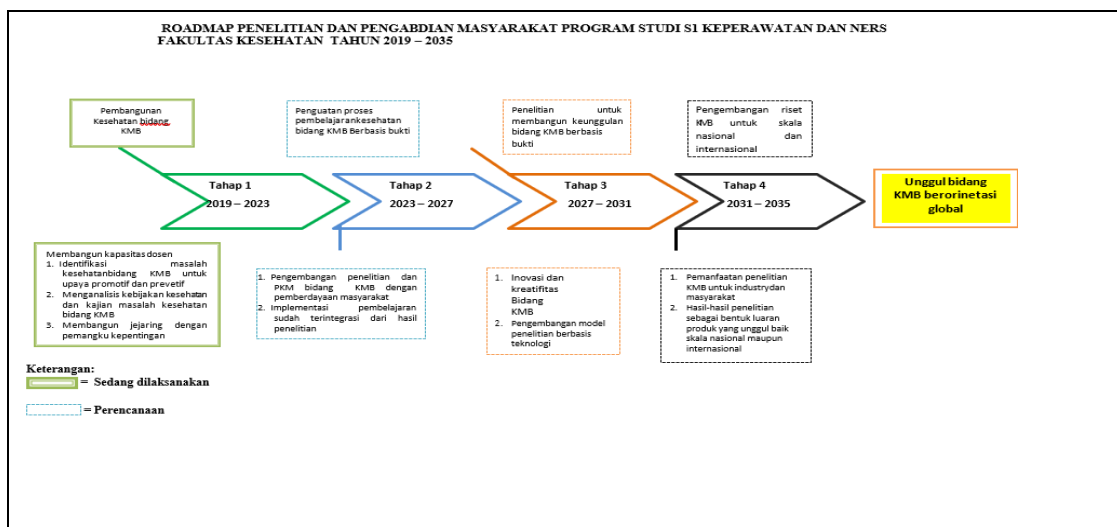 ROADMAP PENELITIAN DAN PENGABDIAN MASYARAKAT PROGRAM STUDI S1 KEPERAWATAN DAN NERS
FAKULTAS KESEHATAN TAHUN 2019 – 2035
Pembangunan
Kesehatan bidang
KMB
Penguatan proses
pembelajarankesehatan
bidang KMB Berbasis bukti
Penelitian untuk
membangun keunggulan
bidang KMB berbasis
bukti
Pengembangan riset
KMB untuk skala
nasional dan
internasional
Tahap 1
2019 – 2023
Tahap 2
2023 – 2027
Tahap 3
2027 – 2031
Tahap 4
2031 – 2035
Unggul bidang
KMB berorinetasi
global
Membangun kapasitas dosen
1. Identifikasi masalah
kesehatanbidang KMB untuk
upaya promotif dan prevetif
2. Menganalisis kebijakan kesehatan
dan kajian masalah kesehatan
bidang KMB
3. Membangun jejaring dengan
pemangku kepentingan
1. Pengembangan penelitian dan
PKM bidang KMB dengan
pemberdayaan masyarakat
2. Implementasi pembelajaran
sudah terintegrasi dari hasil
penelitian
1. Inovasi dan
kreatifitas
Bidang
KMB
2. Pengembangan model
penelitian berbasis
teknologi
1. Pemanfaatan penelitian
KMB untuk industrydan
masyarakat
2. Hasil-hasil penelitian
sebagai bentuk luaran
produk yang unggul baik
skala nasional maupun
internasional
Keterangan:
= Sedang dilaksanakan
= Perencanaan